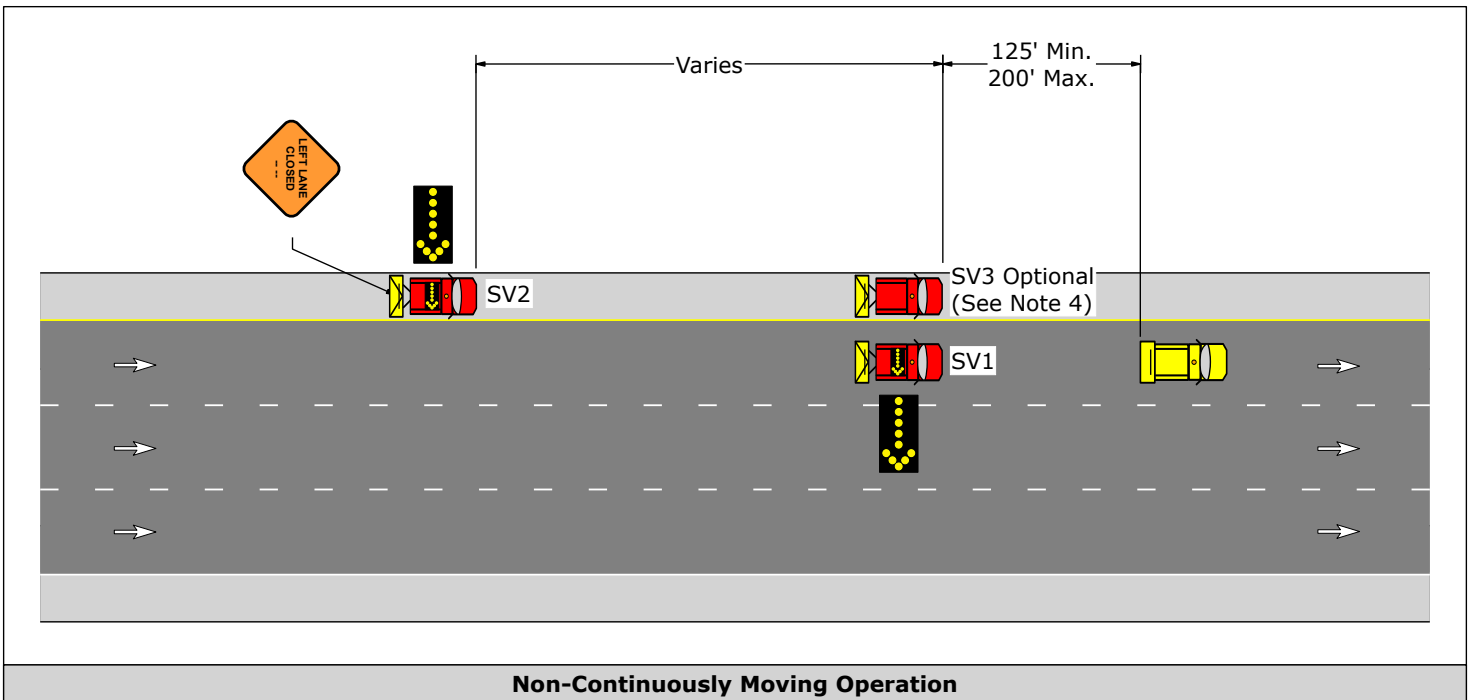 125' Min.
200' Max.
Varies
LEFT LANE
CLOSED
-- --
SV2
SV3 Optional
(See Note 4)
SV1
Non-Continuously Moving Operation